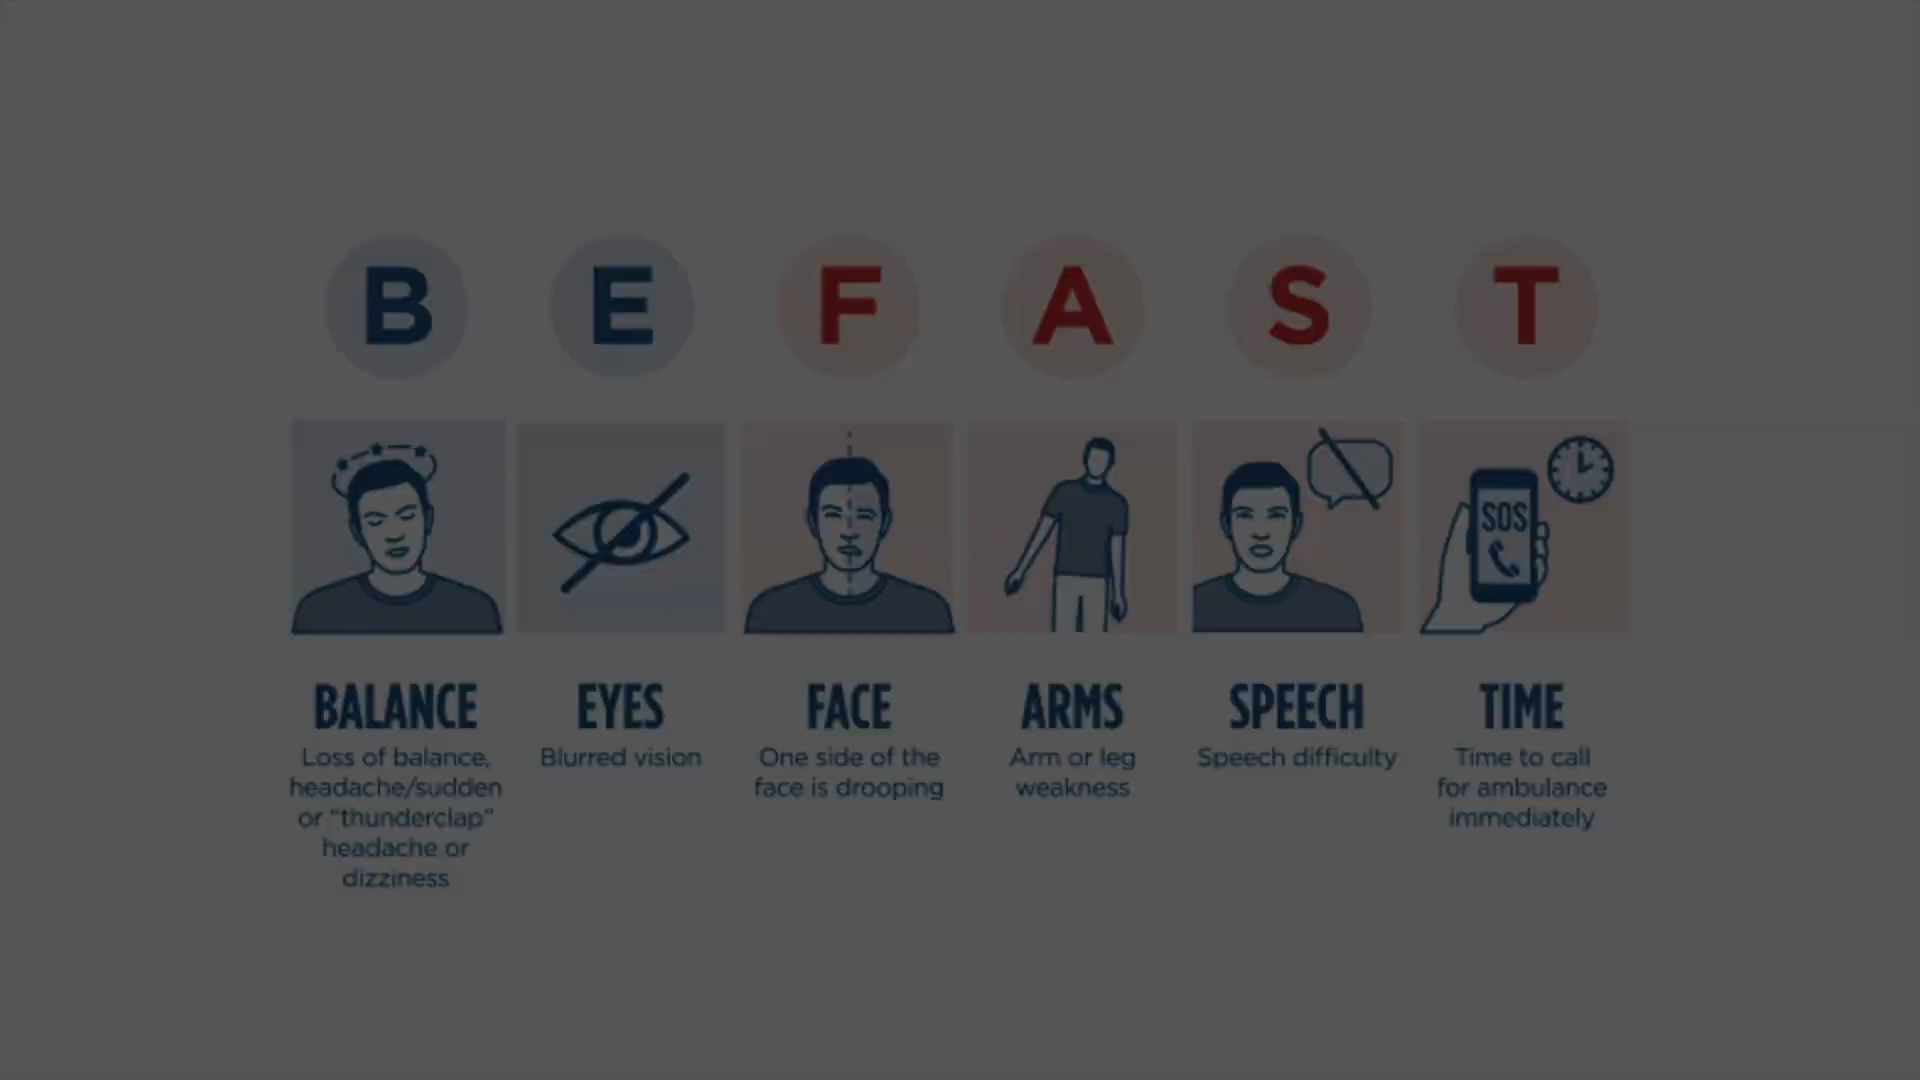 B E F A S T
SOS
BALANCE
Loss of balance,
headache/sudden
or "thunderclap"
headache or
dizziness
EYES
Blurred vision
FACE
One side of the
face is drooping
ARMS
Arm or leg
weakness
SPEECH
Speech difficulty
TIME
Time to call
for ambulance
immediately